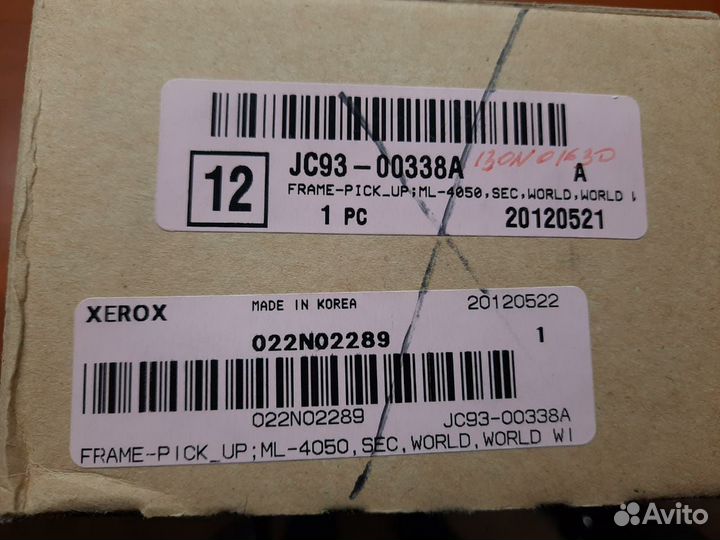 JC93-00338A 130N01630
12 A
FRAME-PICK_UP;ML-4050,SEC,WORLD,WORLD W
1 PC 20120521
XEROX MADE IN KOREA 20120522
022N02289 1
022N02289 JC93-00338A
FRAME-PICK_UP;ML-4050,SEC,WORLD,WORLD WI
Avito